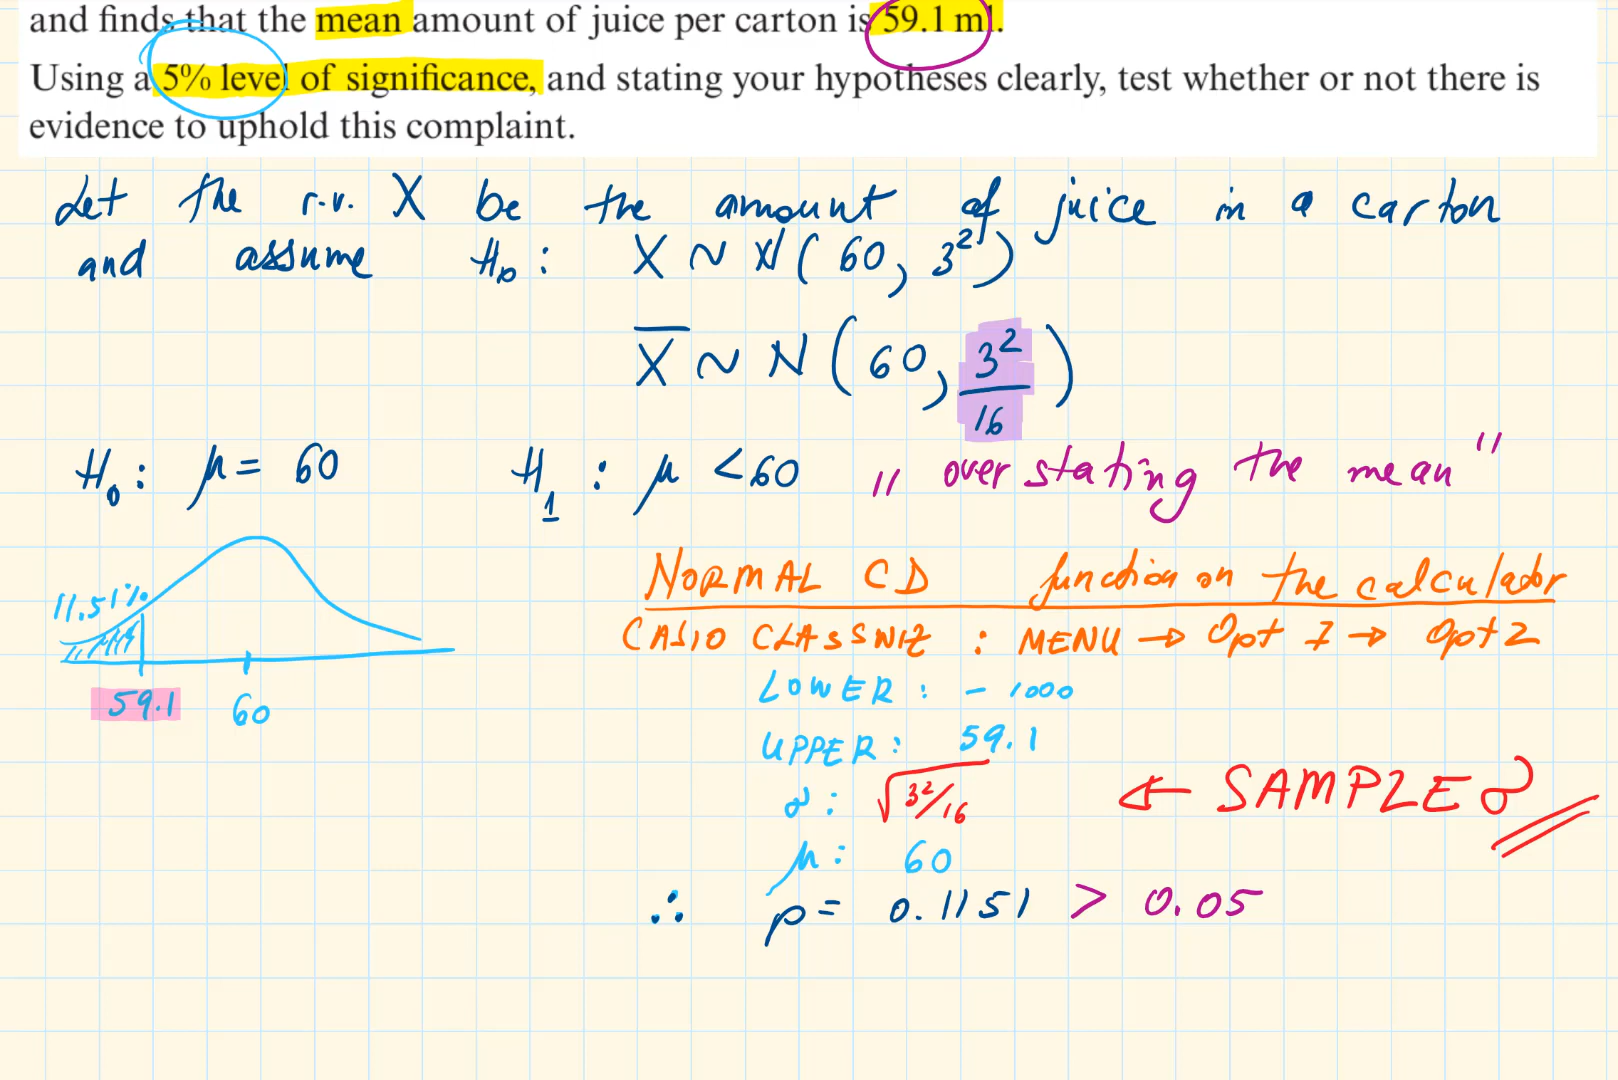 and finds that the mean amount of juice per carton is 59.1 ml.
Using a 5% level of significance, and stating your hypotheses clearly, test whether or not there is
evidence to uphold this complaint.
Let the r.v. X be the amount of juice in a carton
and assume H₀ : X ~ N( 60, 3²)
X̅ ~ N ( 60, 3²/16 )
H₀ : μ = 60 H₁ : μ < 60 " over stating the mean "
NORMAL CD function on the calculator
11.51%
CASIO CLASSWIZ : MENU → Opt 7 → Opt 2
LOWER : - 1000
59.1 60
UPPER : 59.1
σ : √3²/16 ← SAMPLE σ
μ : 60
∴ p = 0.1151 > 0.05